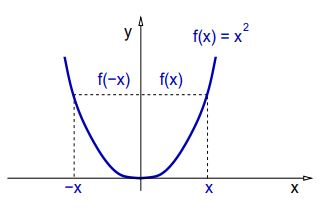 y
f(x) = x²
f(−x)
f(x)
−x
x
x